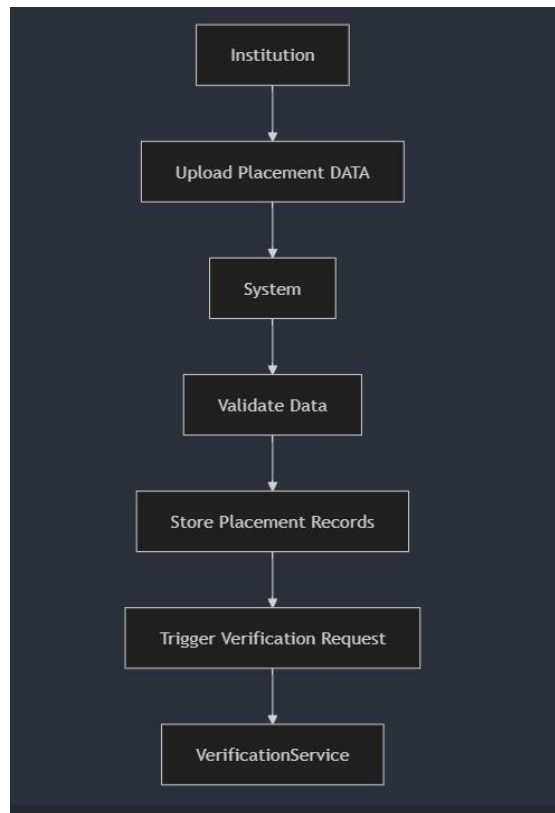 Institution
Upload Placement DATA
System
Validate Data
Store Placement Records
Trigger Verification Request
VerificationService